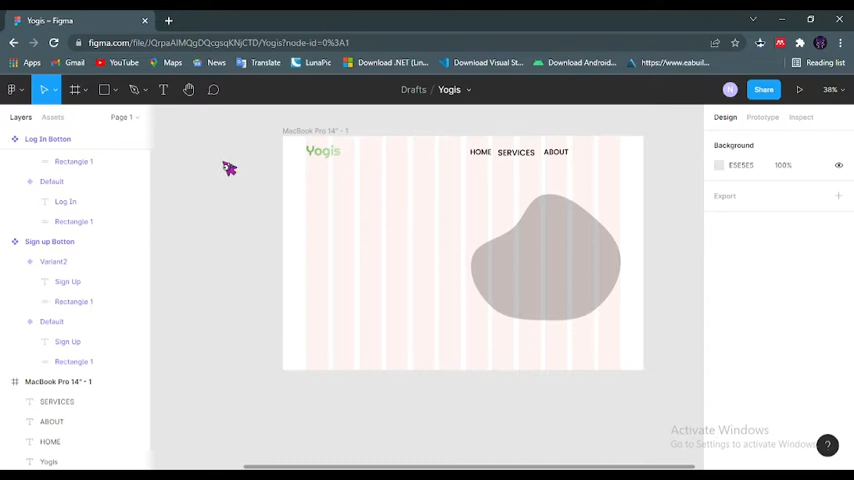 Yogis – Figma
figma.com/file/JQrpaAlMQgDQcgsqKNjCTD/Yogis?node-id=0%3A1
Apps
Gmail
YouTube
Maps
News
Translate
LunaPic
Download .NET (Lin...
Download Visual St...
Download Android...
https://www.eabuil...
Reading list
Drafts / Yogis
N
Share
38%
Layers
Assets
Page 1
Design
Prototype
Inspect
Log In Botton
Rectangle 1
Default
Log In
Rectangle 1
Sign up Botton
Variant2
Sign Up
Rectangle 1
Default
Sign Up
Rectangle 1
MacBook Pro 14" - 1
SERVICES
ABOUT
HOME
Yogis
MacBook Pro 14" - 1
Yogis
HOME
SERVICES
ABOUT
Background
E5E5E5
100%
Export
Activate Windows
Go to Settings to activate Windows.
?